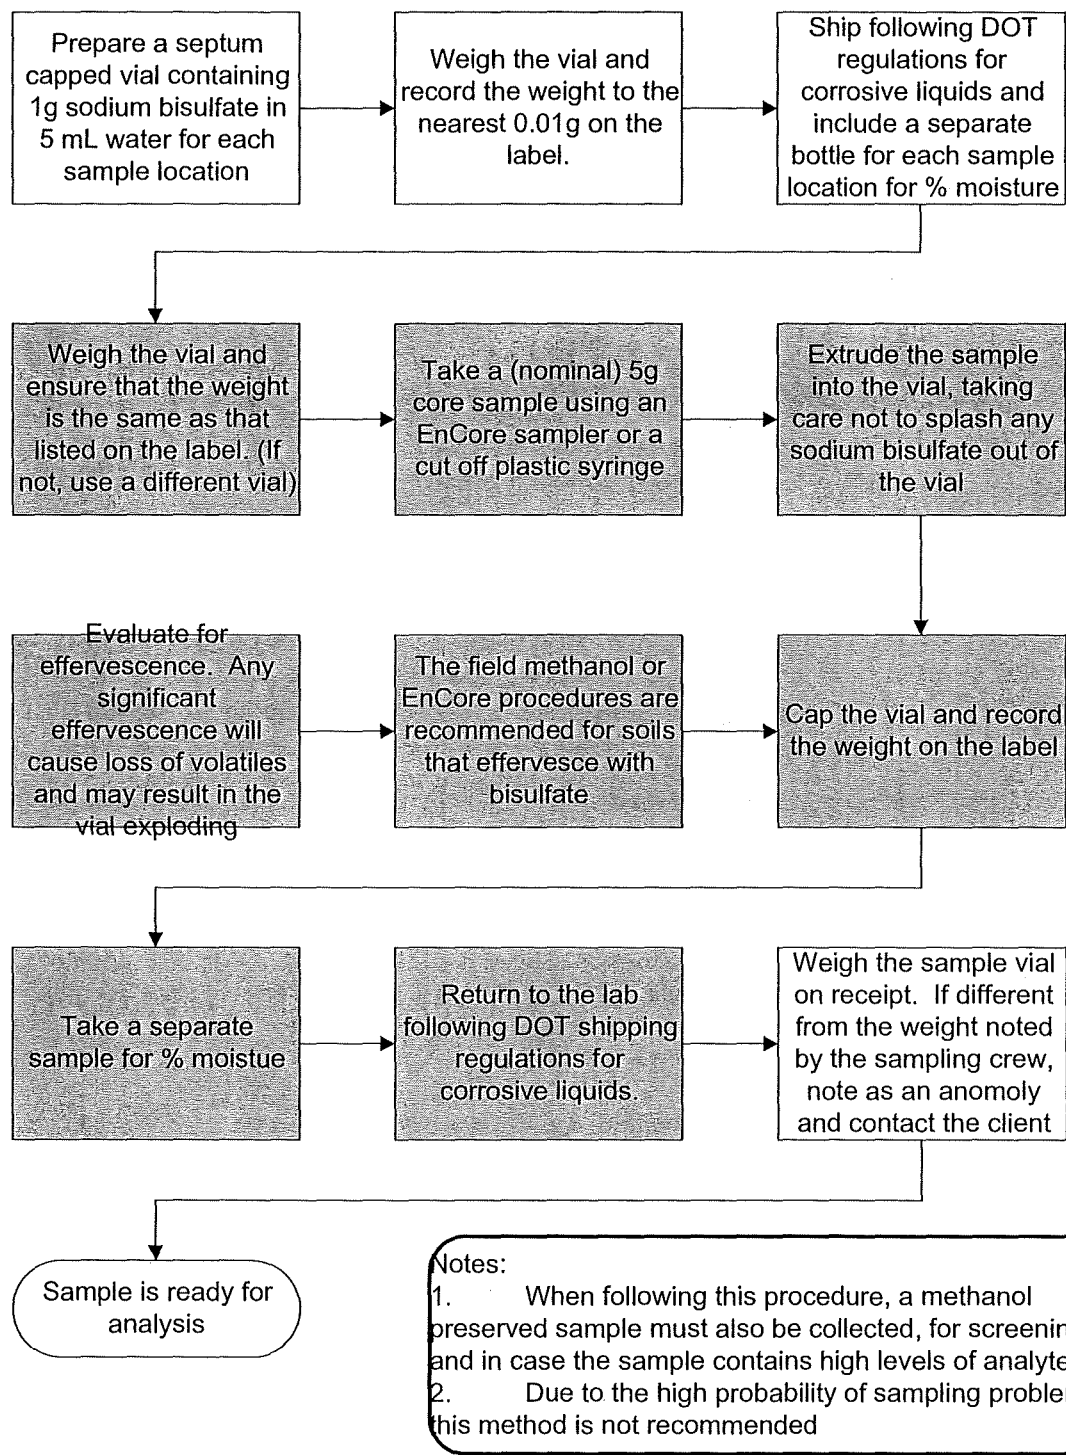 Prepare a septum
capped vial containing
1g sodium bisulfate in
5 mL water for each
sample location
Weigh the vial and
record the weight to the
nearest 0.01g on the
label.
Ship following DOT
regulations for
corrosive liquids and
include a separate
bottle for each sample
location for % moisture
Weigh the vial and
ensure that the weight
is the same as that
listed on the label. (If
not, use a different vial)
Take a (nominal) 5g
core sample using an
EnCore sampler or a
cut off plastic syringe
Extrude the sample
into the vial, taking
care not to splash any
sodium bisulfate out of
the vial
Evaluate for
effervescence. Any
significant
effervescence will
cause loss of volatiles
and may result in the
vial exploding
The field methanol or
EnCore procedures are
recommended for soils
that effervesce with
bisulfate
Cap the vial and record
the weight on the label
Take a separate
sample for % moistue
Return to the lab
following DOT shipping
regulations for
corrosive liquids.
Weigh the sample vial
on receipt. If different
from the weight noted
by the sampling crew,
note as an anomoly
and contact the client
Sample is ready for
analysis
Notes:
1. When following this procedure, a methanol
preserved sample must also be collected, for screenin
and in case the sample contains high levels of analyte
2. Due to the high probability of sampling problem
this method is not recommended